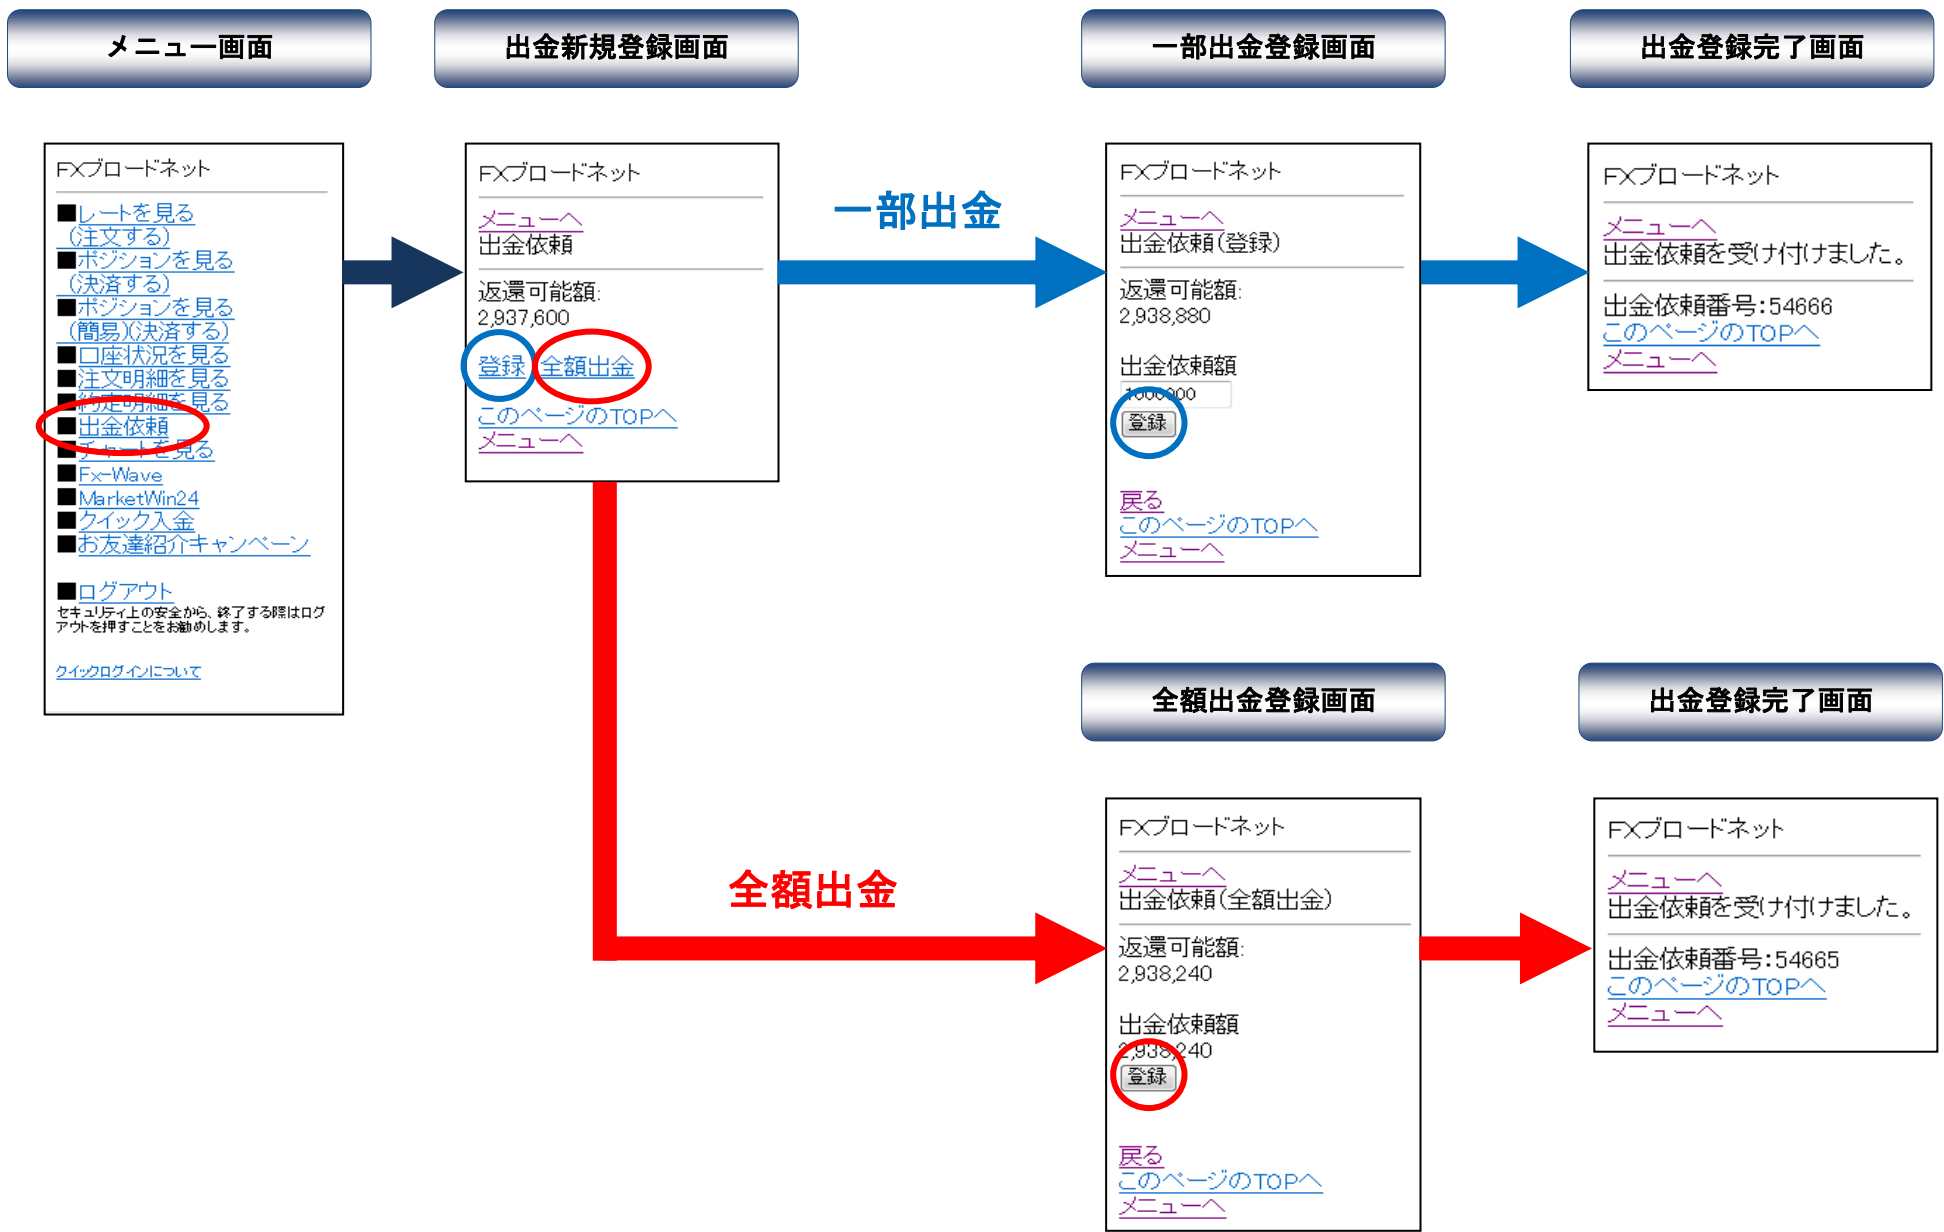 メニュー画面
出金新規登録画面
一部出金登録画面
出金登録完了画面
FXブロードネット
■レートを見る
(注文する)
■ポジションを見る
(決済する)
■ポジションを見る
(簡易)(決済する)
■口座状況を見る
■注文明細を見る
■約定明細を見る
■出金依頼
■チャートを見る
■Fx-Wave
■MarketWin24
■クイック入金
■お友達紹介キャンペーン
■ログアウト
セキュリティ上の安全から、終了する際はログ
アウトを押すことをお勧めします。
クイックログインについて
FXブロードネット
メニューへ
出金依頼
返還可能額:
2,937,600
登録 全額出金
このページのTOPへ
メニューへ
一部出金
FXブロードネット
メニューへ
出金依頼(登録)
返還可能額:
2,938,880
出金依頼額
1000000
登録
戻る
このページのTOPへ
メニューへ
FXブロードネット
メニューへ
出金依頼を受け付けました。
出金依頼番号:54666
このページのTOPへ
メニューへ
全額出金
全額出金登録画面
出金登録完了画面
FXブロードネット
メニューへ
出金依頼(全額出金)
返還可能額:
2,938,240
出金依頼額
2,938,240
登録
戻る
このページのTOPへ
メニューへ
FXブロードネット
メニューへ
出金依頼を受け付けました。
出金依頼番号:54665
このページのTOPへ
メニューへ